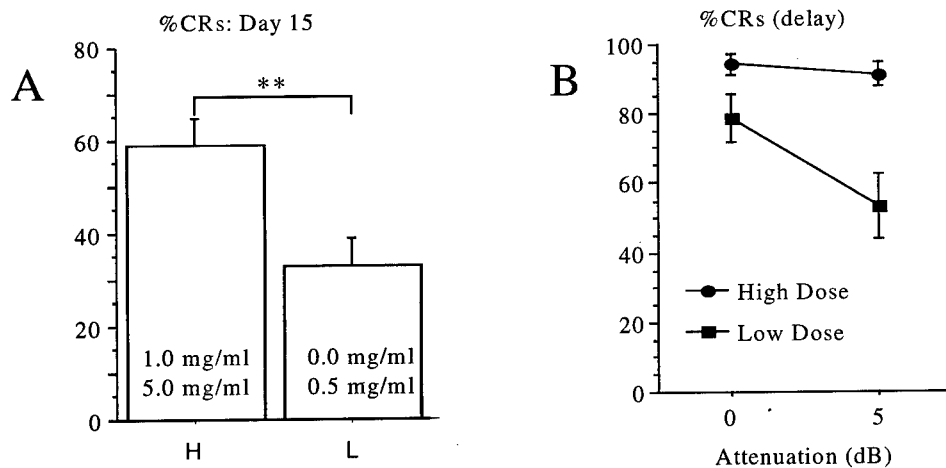 %CRs: Day 15
A
80
60
40
20
0
**
1.0 mg/ml
5.0 mg/ml
0.0 mg/ml
0.5 mg/ml
H
L
%CRs (delay)
B
100
80
60
40
20
0
High Dose
Low Dose
0
5
Attenuation (dB)